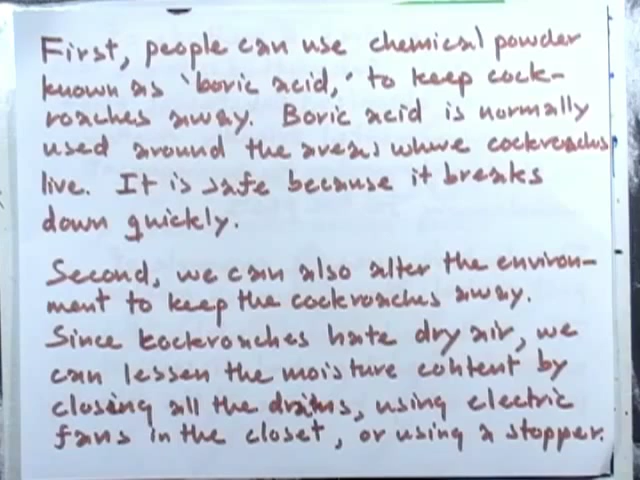 First, people can use chemical powder
known as 'boric acid,' to keep cock-
roaches away. Boric acid is normally
used around the areas where cockroaches
live. It is safe because it breaks
down quickly.
Second, we can also alter the environ-
ment to keep the cockroaches away.
Since kockroaches hate dry air, we
can lessen the moisture content by
closing all the drains, using electric
fans in the closet, or using a stopper.